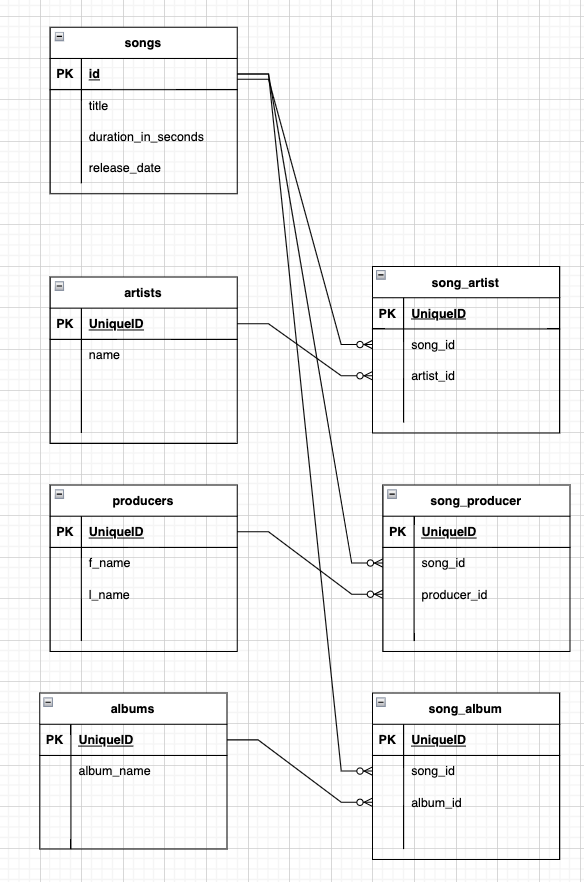 songs
PK id
title
duration_in_seconds
release_date
artists
PK UniqueID
name
song_artist
PK UniqueID
song_id
artist_id
producers
PK UniqueID
f_name
l_name
song_producer
PK UniqueID
song_id
producer_id
albums
PK UniqueID
album_name
song_album
PK UniqueID
song_id
album_id